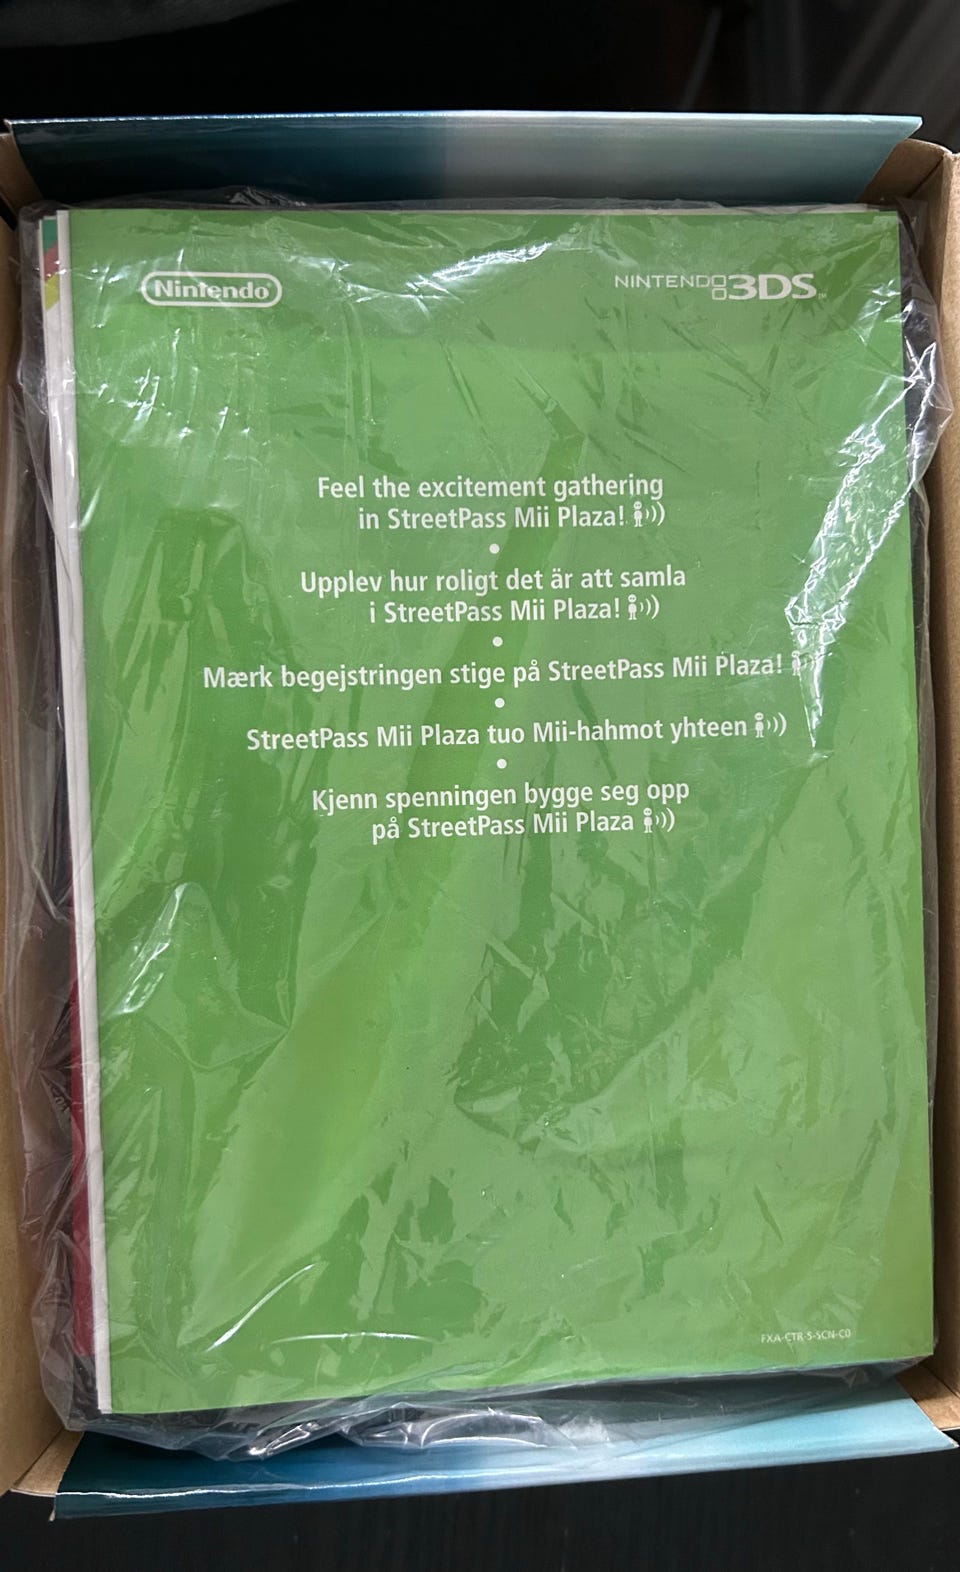 Nintendo
NINTENDO 3DS™
Feel the excitement gathering
in StreetPass Mii Plaza!
Upplev hur roligt det är att samla
i StreetPass Mii Plaza!
Mærk begejstringen stige på StreetPass Mii Plaza!
StreetPass Mii Plaza tuo Mii-hahmot yhteen
Kjenn spenningen bygge seg opp
på StreetPass Mii Plaza
FXA-CTR-S-SCN-C0